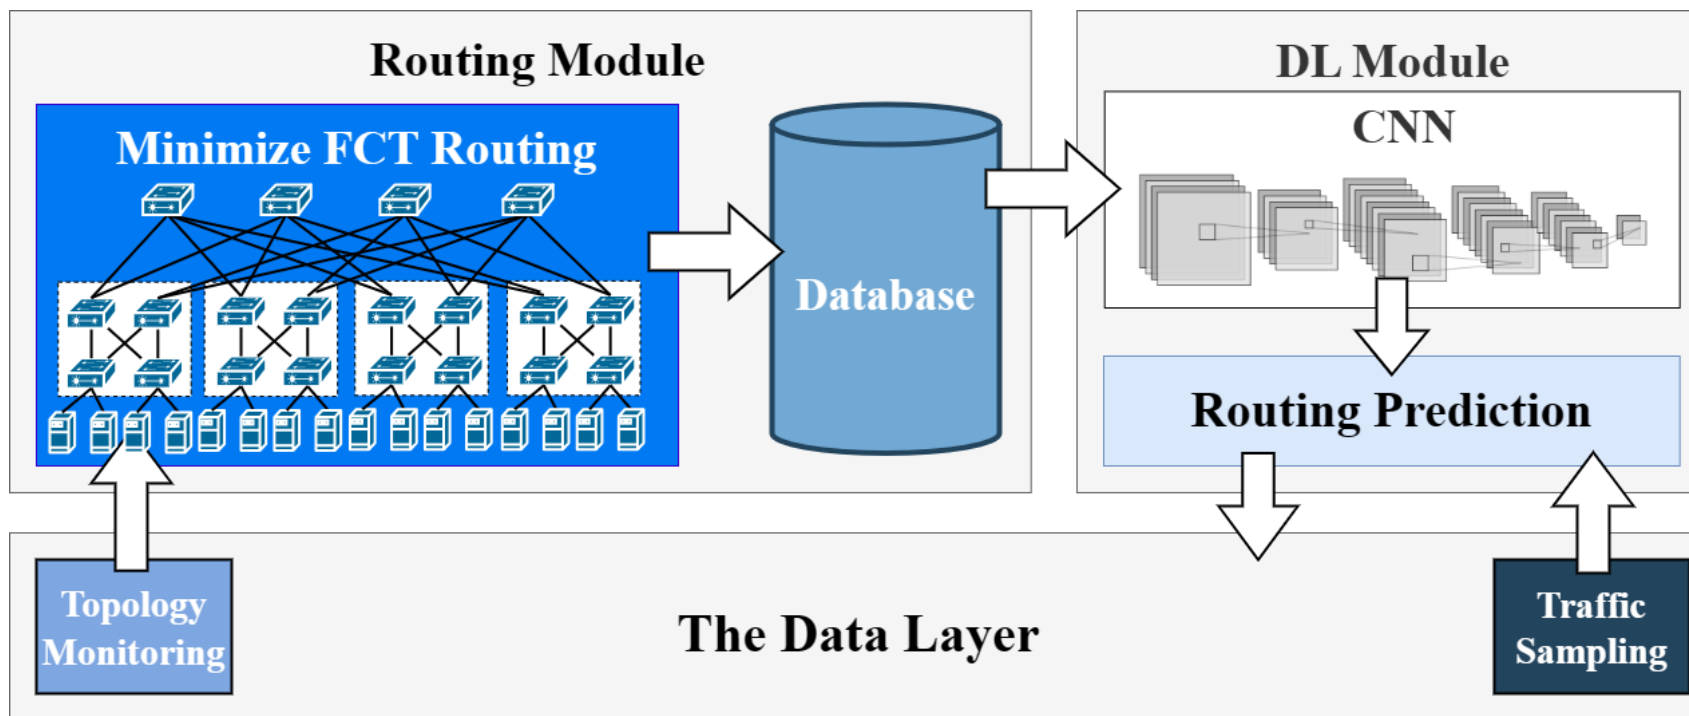 Routing Module
Minimize FCT Routing
Database
DL Module
CNN
Routing Prediction
Topology
Monitoring
The Data Layer
Traffic
Sampling